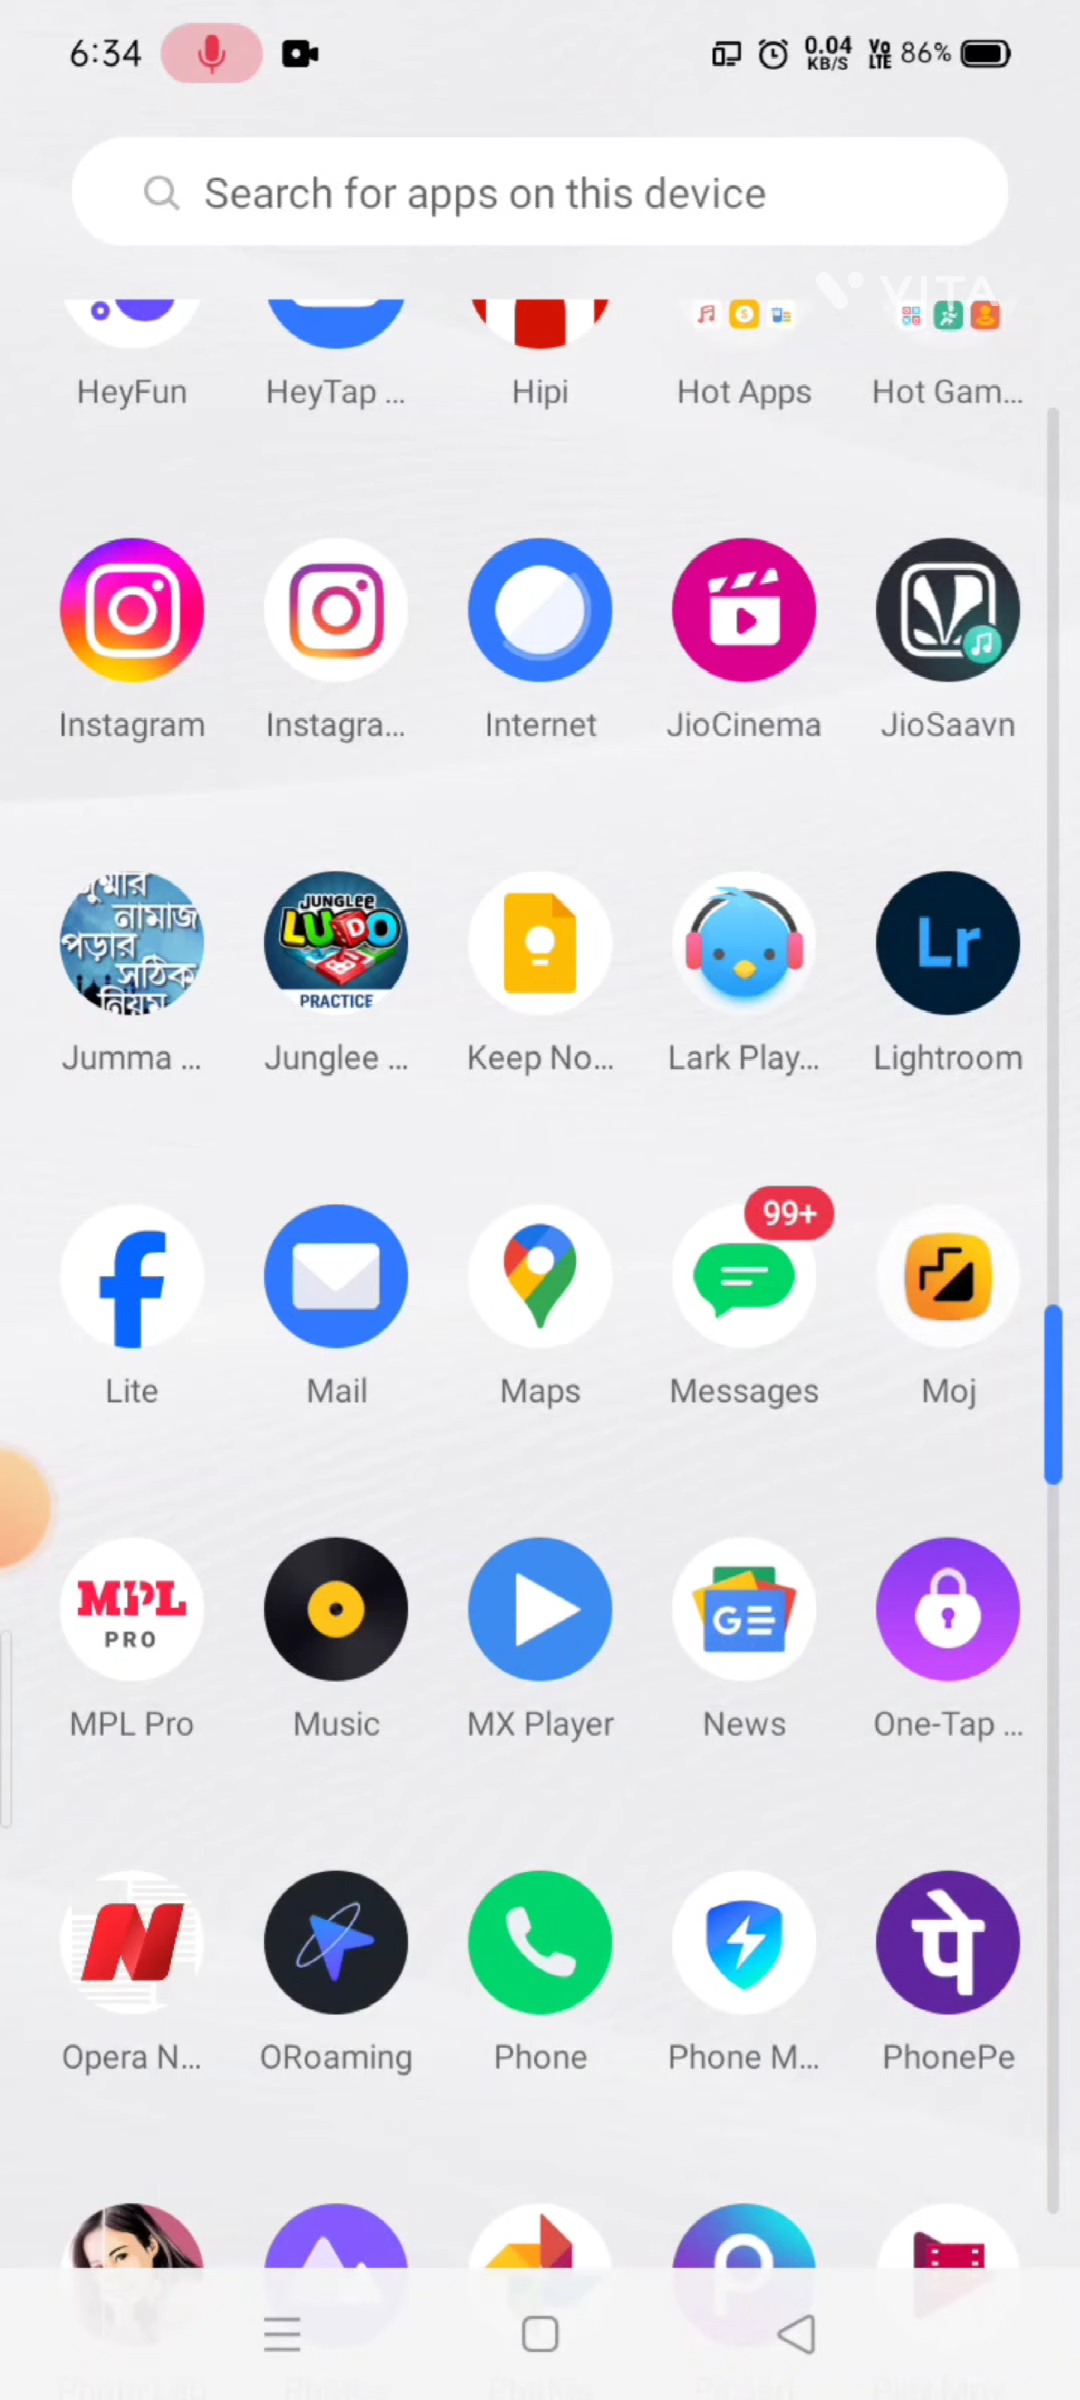 6:34
0.04
KB/S
Vo
LTE
86%
Search for apps on this device
VITA
HeyFun
HeyTap ...
Hipi
Hot Apps
Hot Gam...
Instagram
Instagra...
Internet
JioCinema
JioSaavn
জুম্মার
নামাজ
পড়ার
সঠিক
নিয়ম
JUNGLEE
LUDO
PRACTICE
Lr
Jumma ...
Junglee ...
Keep No...
Lark Play...
Lightroom
99+
Lite
Mail
Maps
Messages
Moj
MPL
PRO
GE
MPL Pro
Music
MX Player
News
One-Tap ...
N
पे
Opera N...
ORoaming
Phone
Phone M...
PhonePe